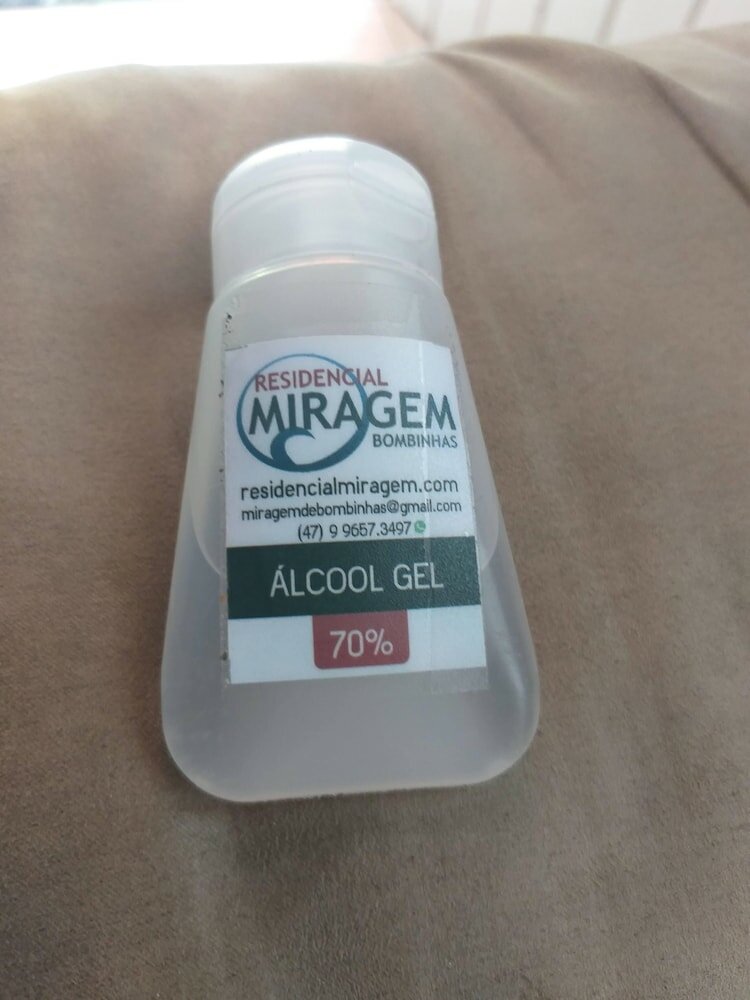 RESIDENCIAL
MIRAGEM
BOMBINHAS
residencialmiragem.com
miragemdebombinhas@gmail.com
(47) 9 9657.3497
ÁLCOOL GEL
70%